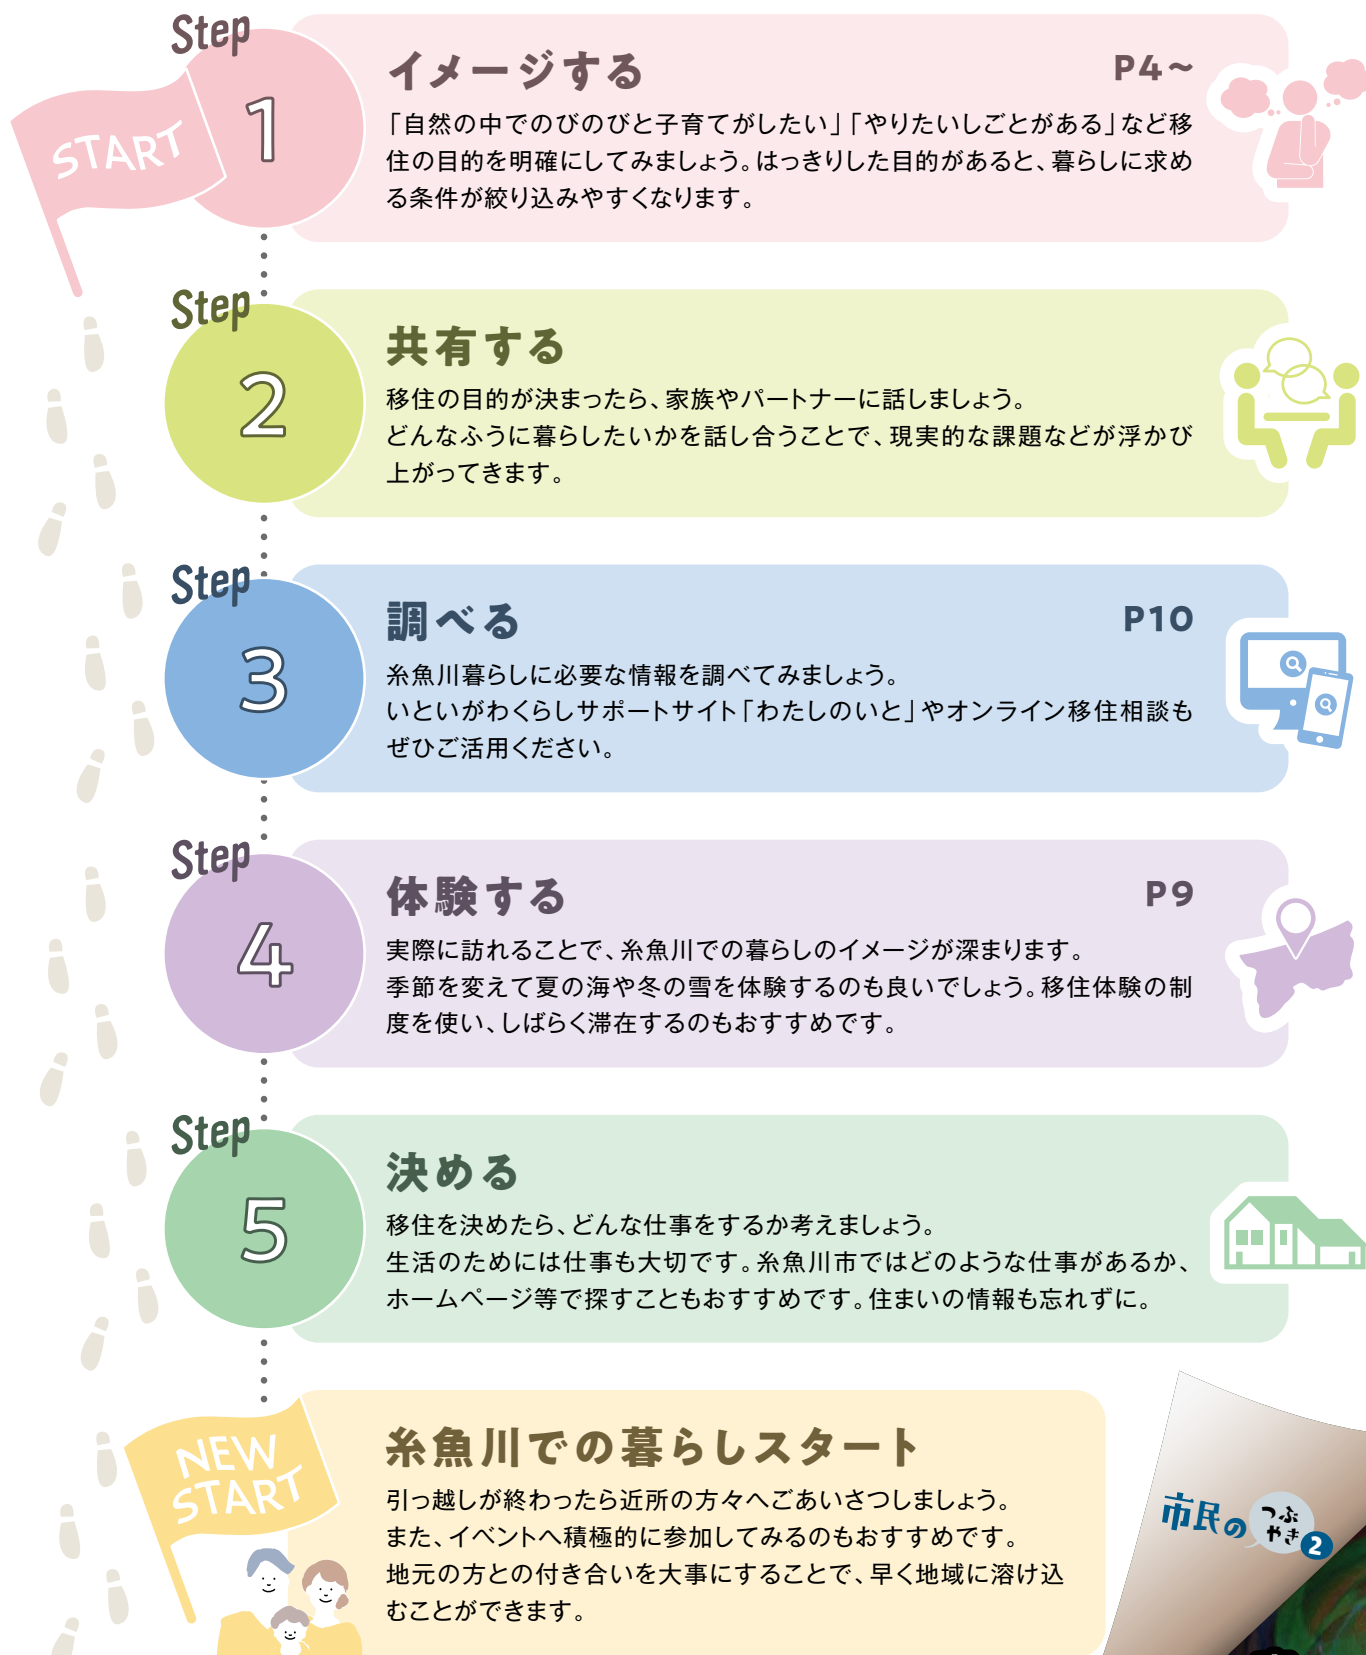 Step
START
1
イメージする
P4~
「自然の中でのびのびと子育てがしたい」「やりたいしごとがある」など移
住の目的を明確にしてみましょう。はっきりした目的があると、暮らしに求め
る条件が絞り込みやすくなります。
Step
2
共有する
移住の目的が決まったら、家族やパートナーに話しましょう。
どんなふうに暮らしたいかを話し合うことで、現実的な課題などが浮かび
上がってきます。
Step
3
調べる
P10
糸魚川暮らしに必要な情報を調べてみましょう。
いといがわくらしサポートサイト「わたしのいと」やオンライン移住相談も
ぜひご活用ください。
Step
4
体験する
P9
実際に訪れることで、糸魚川での暮らしのイメージが深まります。
季節を変えて夏の海や冬の雪を体験するのも良いでしょう。移住体験の制
度を使い、しばらく滞在するのもおすすめです。
Step
5
決める
移住を決めたら、どんな仕事をするか考えましょう。
生活のためには仕事も大切です。糸魚川市ではどのような仕事があるか、
ホームページ等で探すこともおすすめです。住まいの情報も忘れずに。
NEW
START
糸魚川での暮らしスタート
引っ越しが終わったら近所の方々へごあいさつしましょう。
また、イベントへ積極的に参加してみるのもおすすめです。
地元の方との付き合いを大事にすることで、早く地域に溶け込
むことができます。
市民の
つぶ
やき
2